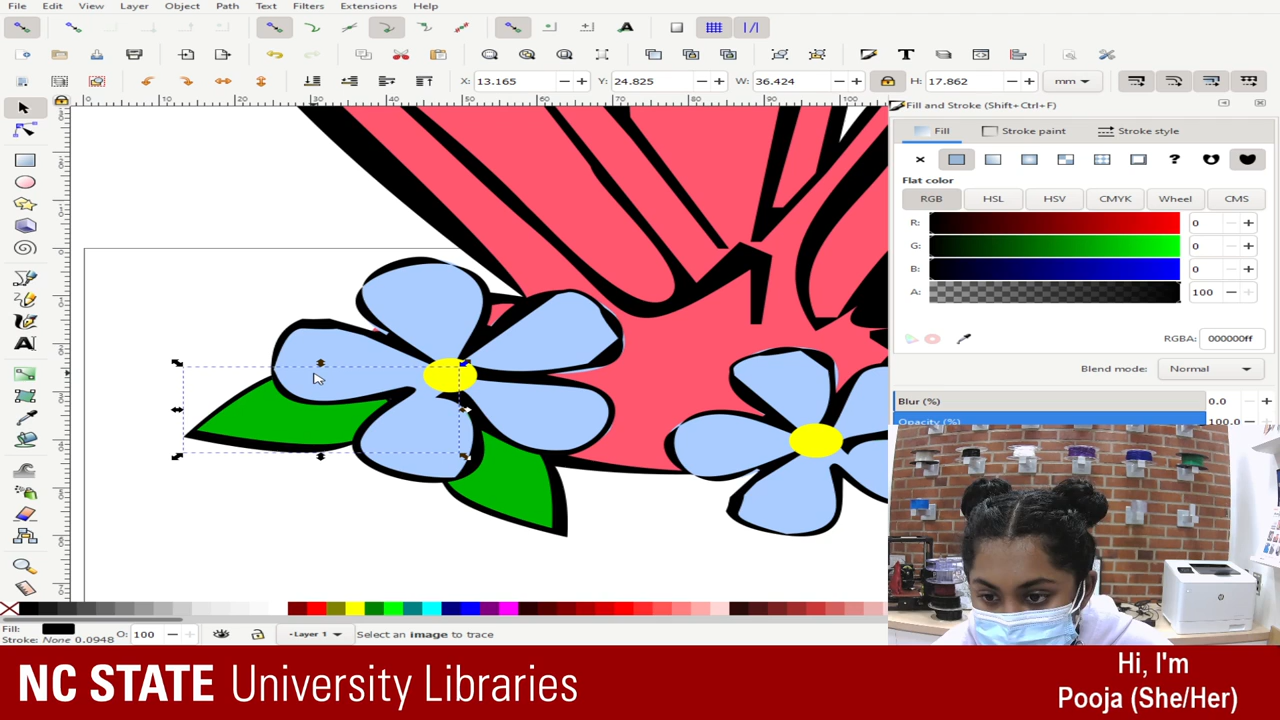 File Edit View Layer Object Path Text Filters Extensions Help
X: 13.165 Y: 24.825 W: 36.424 H: 17.862 mm
Fill and Stroke (Shift+Ctrl+F)
Fill Stroke paint Stroke style
Flat color
RGB HSL HSV CMYK Wheel CMS
R: 0
G: 0
B: 0
A: 100
RGBA: 000000ff
Blend mode: Normal
Blur (%) 0.0
Opacity (%) 100.0
Fill:
Stroke: None 0.0948
O: 100
Layer 1
Select an image to trace
NC STATE University Libraries
Hi, I'm
Pooja (She/Her)